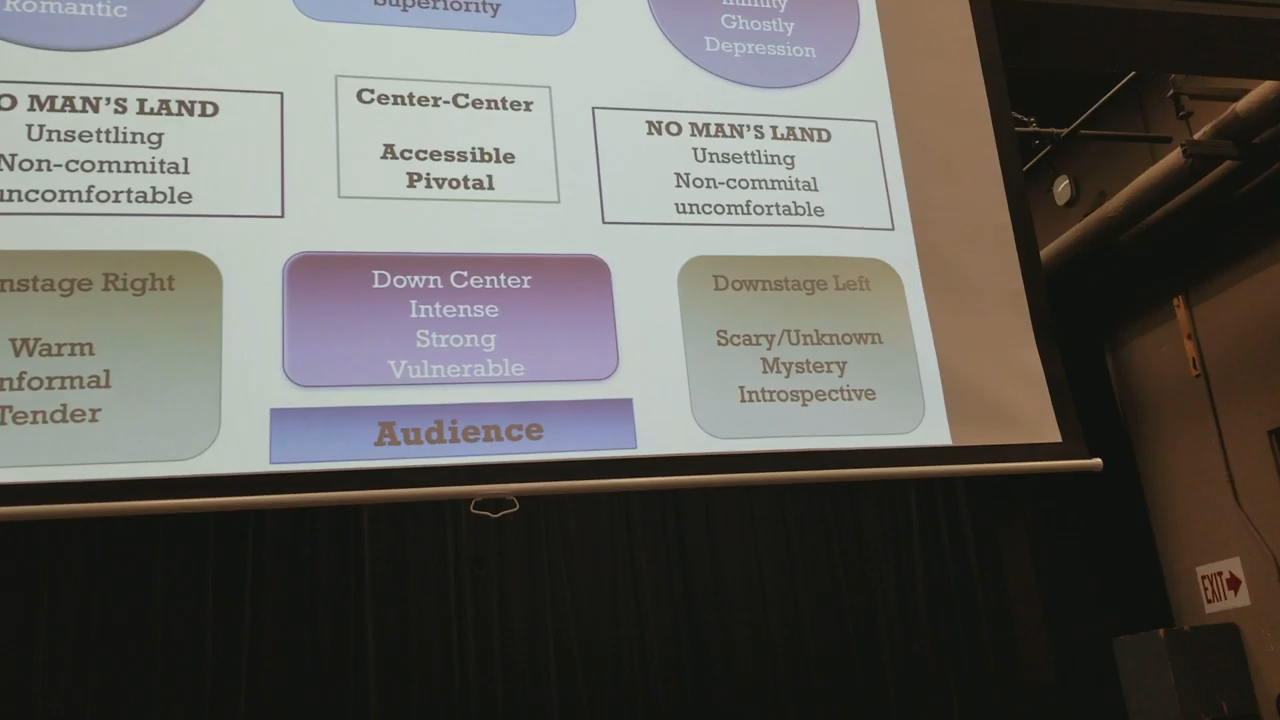 Romantic
Superiority
Ghostly
Depression
O MAN'S LAND
Unsettling
Non-commital
uncomfortable
Center-Center
Accessible
Pivotal
NO MAN'S LAND
Unsettling
Non-commital
uncomfortable
nstage Right
Warm
nformal
Tender
Down Center
Intense
Strong
Vulnerable
Downstage Left
Scary/Unknown
Mystery
Introspective
Audience
EXIT